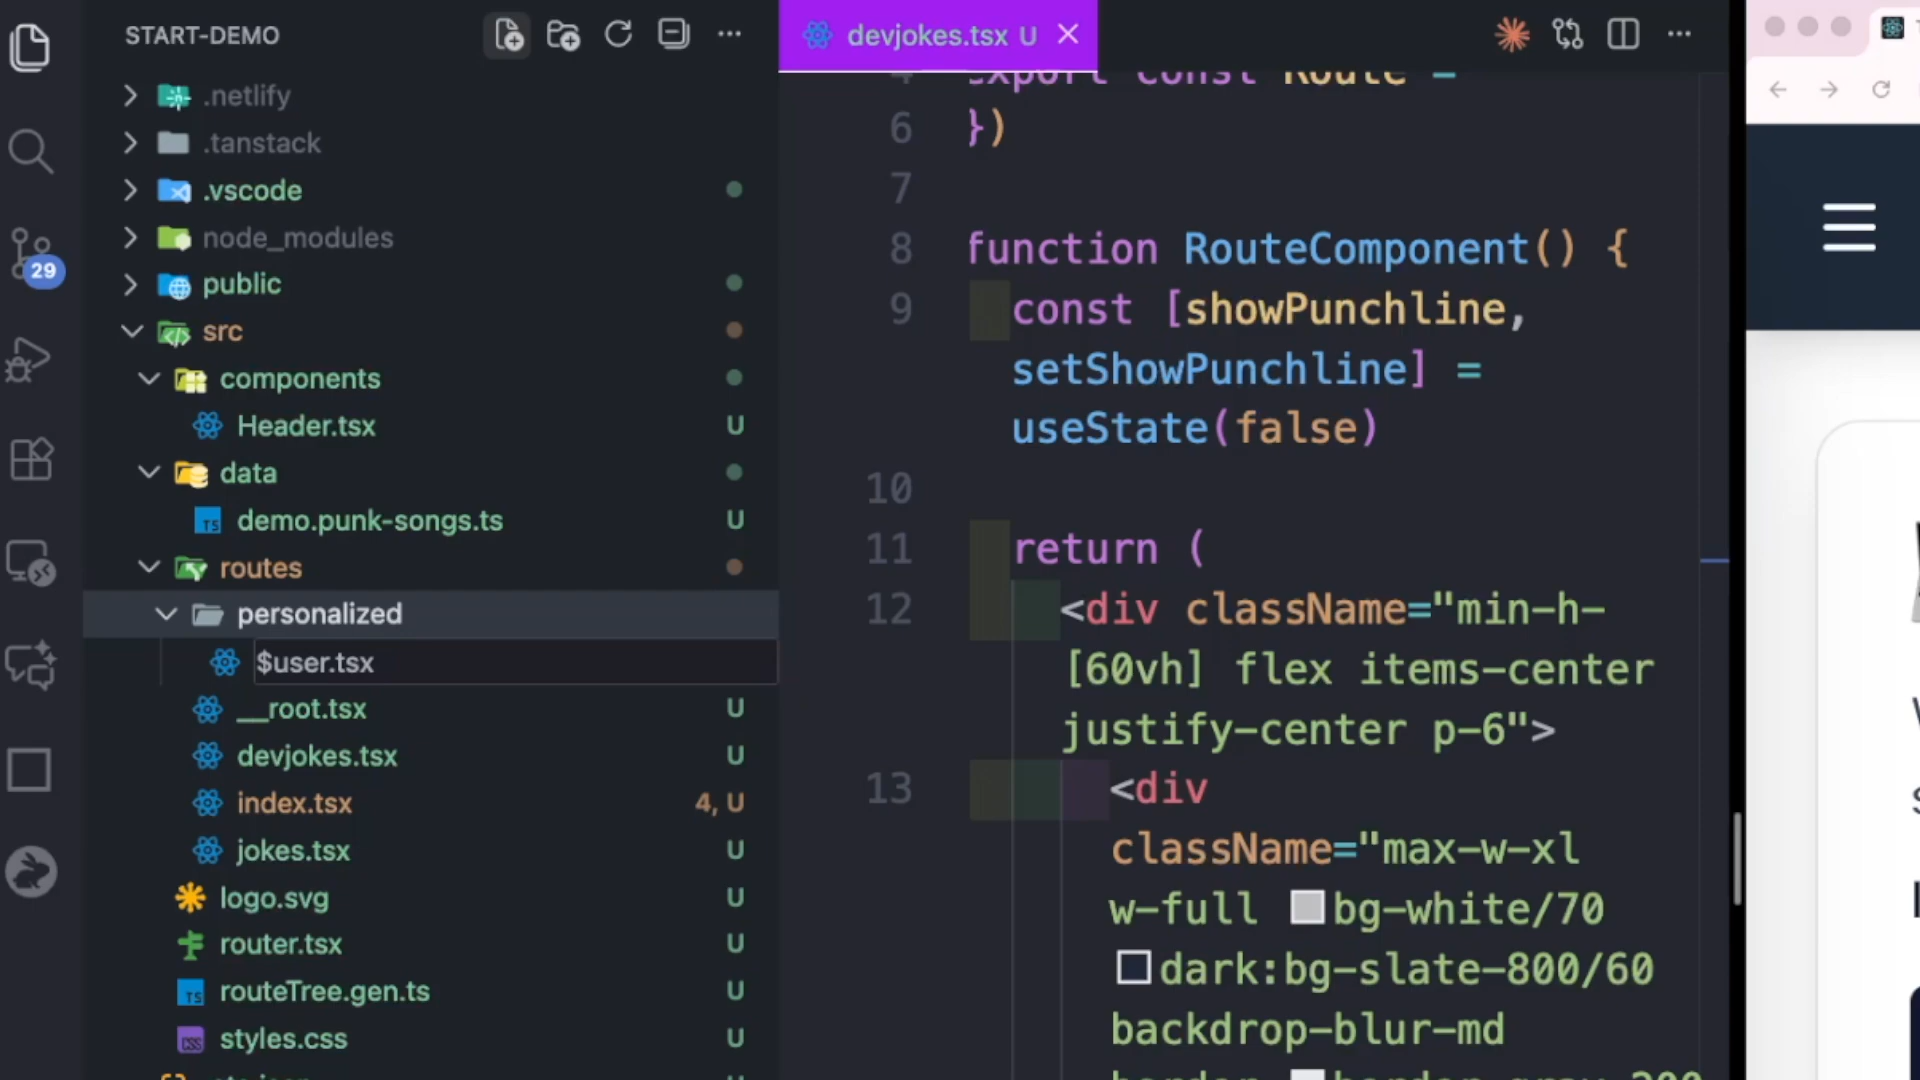 START-DEMO
.netlify
.tanstack
.vscode
node_modules
public
src
components
Header.tsx U
data
demo.punk-songs.ts U
routes
personalized
$user.tsx
__root.tsx U
devjokes.tsx U
index.tsx 4, U
jokes.tsx U
logo.svg U
router.tsx U
routeTree.gen.ts U
styles.css U
29
devjokes.tsx U
export const Route =
6 })
7
8 function RouteComponent() {
9 const [showPunchline,
setShowPunchline] =
useState(false)
10
11 return (
12 <div className="min-h-
[60vh] flex items-center
justify-center p-6">
13 <div
className="max-w-xl
w-full bg-white/70
dark:bg-slate-800/60
backdrop-blur-md